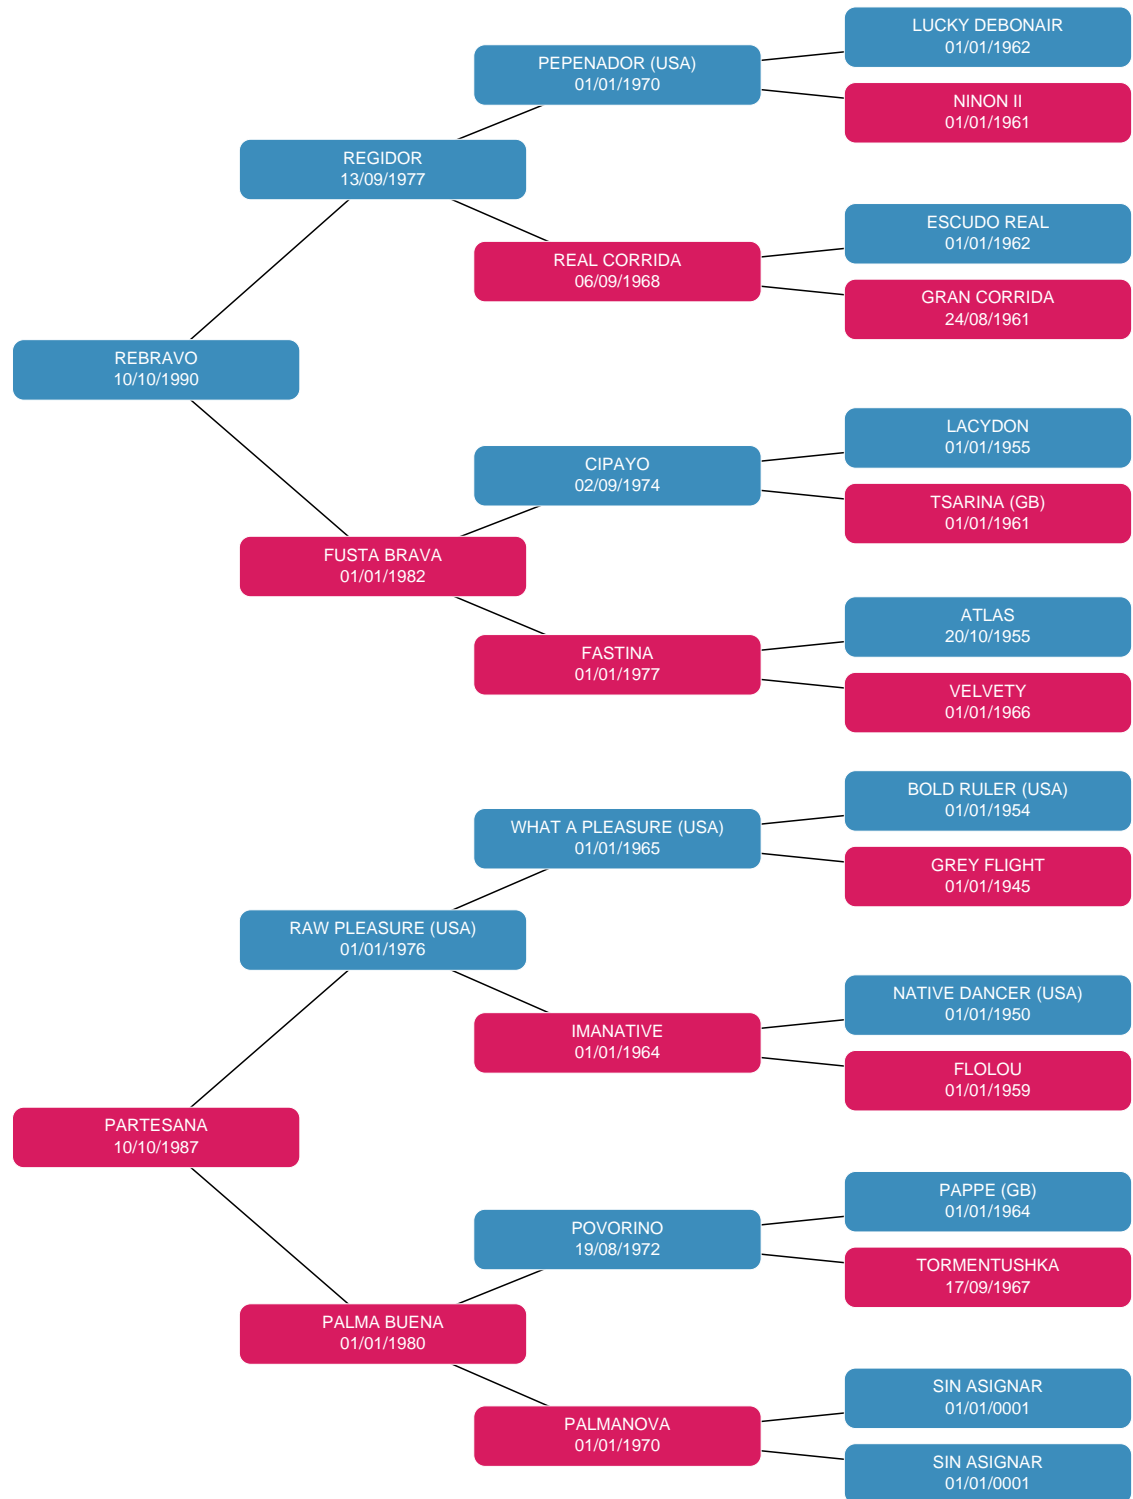 LUCKY DEBONAIR
01/01/1962
PEPENADOR (USA)
01/01/1970
NINON II
01/01/1961
REGIDOR
13/09/1977
ESCUDO REAL
01/01/1962
REAL CORRIDA
06/09/1968
GRAN CORRIDA
24/08/1961
REBRAVO
10/10/1990
LACYDON
01/01/1955
CIPAYO
02/09/1974
TSARINA (GB)
01/01/1961
FUSTA BRAVA
01/01/1982
ATLAS
20/10/1955
FASTINA
01/01/1977
VELVETY
01/01/1966
BOLD RULER (USA)
01/01/1954
WHAT A PLEASURE (USA)
01/01/1965
GREY FLIGHT
01/01/1945
RAW PLEASURE (USA)
01/01/1976
NATIVE DANCER (USA)
01/01/1950
IMANATIVE
01/01/1964
FLOLOU
01/01/1959
PARTESANA
10/10/1987
PAPPE (GB)
01/01/1964
POVORINO
19/08/1972
TORMENTUSHKA
17/09/1967
PALMA BUENA
01/01/1980
SIN ASIGNAR
01/01/0001
PALMANOVA
01/01/1970
SIN ASIGNAR
01/01/0001